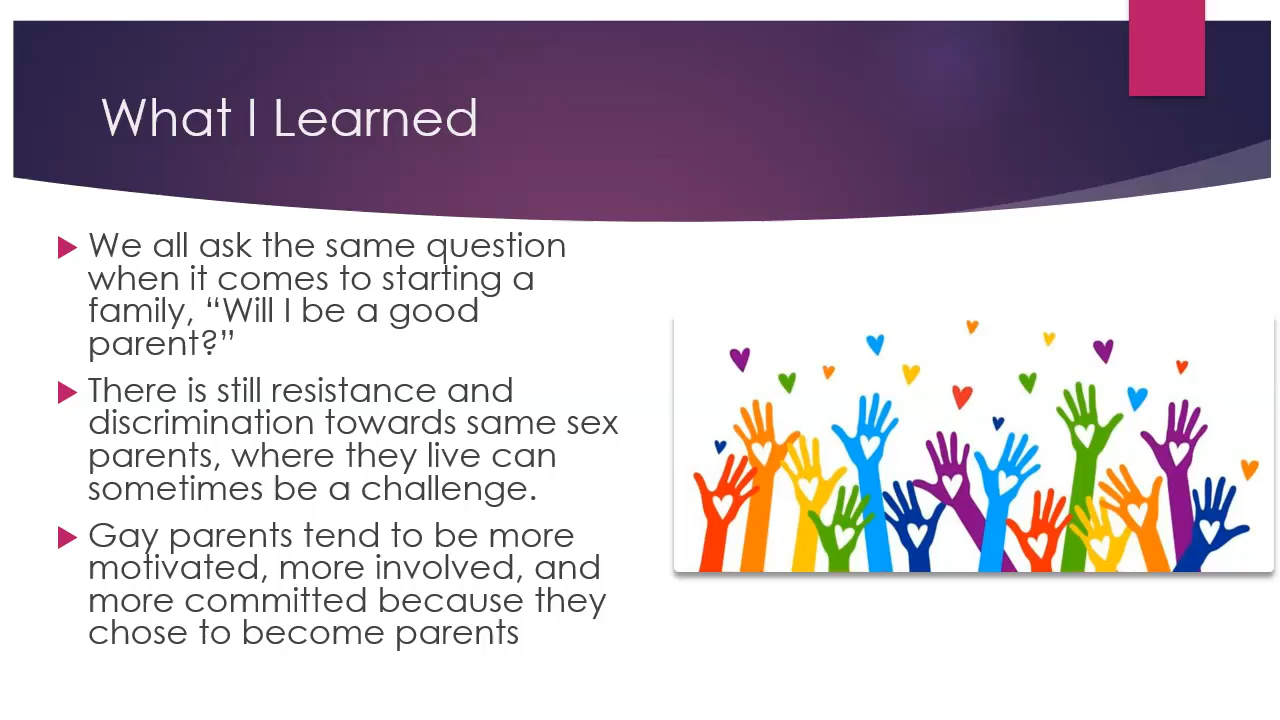 What I Learned
We all ask the same question
when it comes to starting a
family, “Will I be a good
parent?”
There is still resistance and
discrimination towards same sex
parents, where they live can
sometimes be a challenge.
Gay parents tend to be more
motivated, more involved, and
more committed because they
chose to become parents